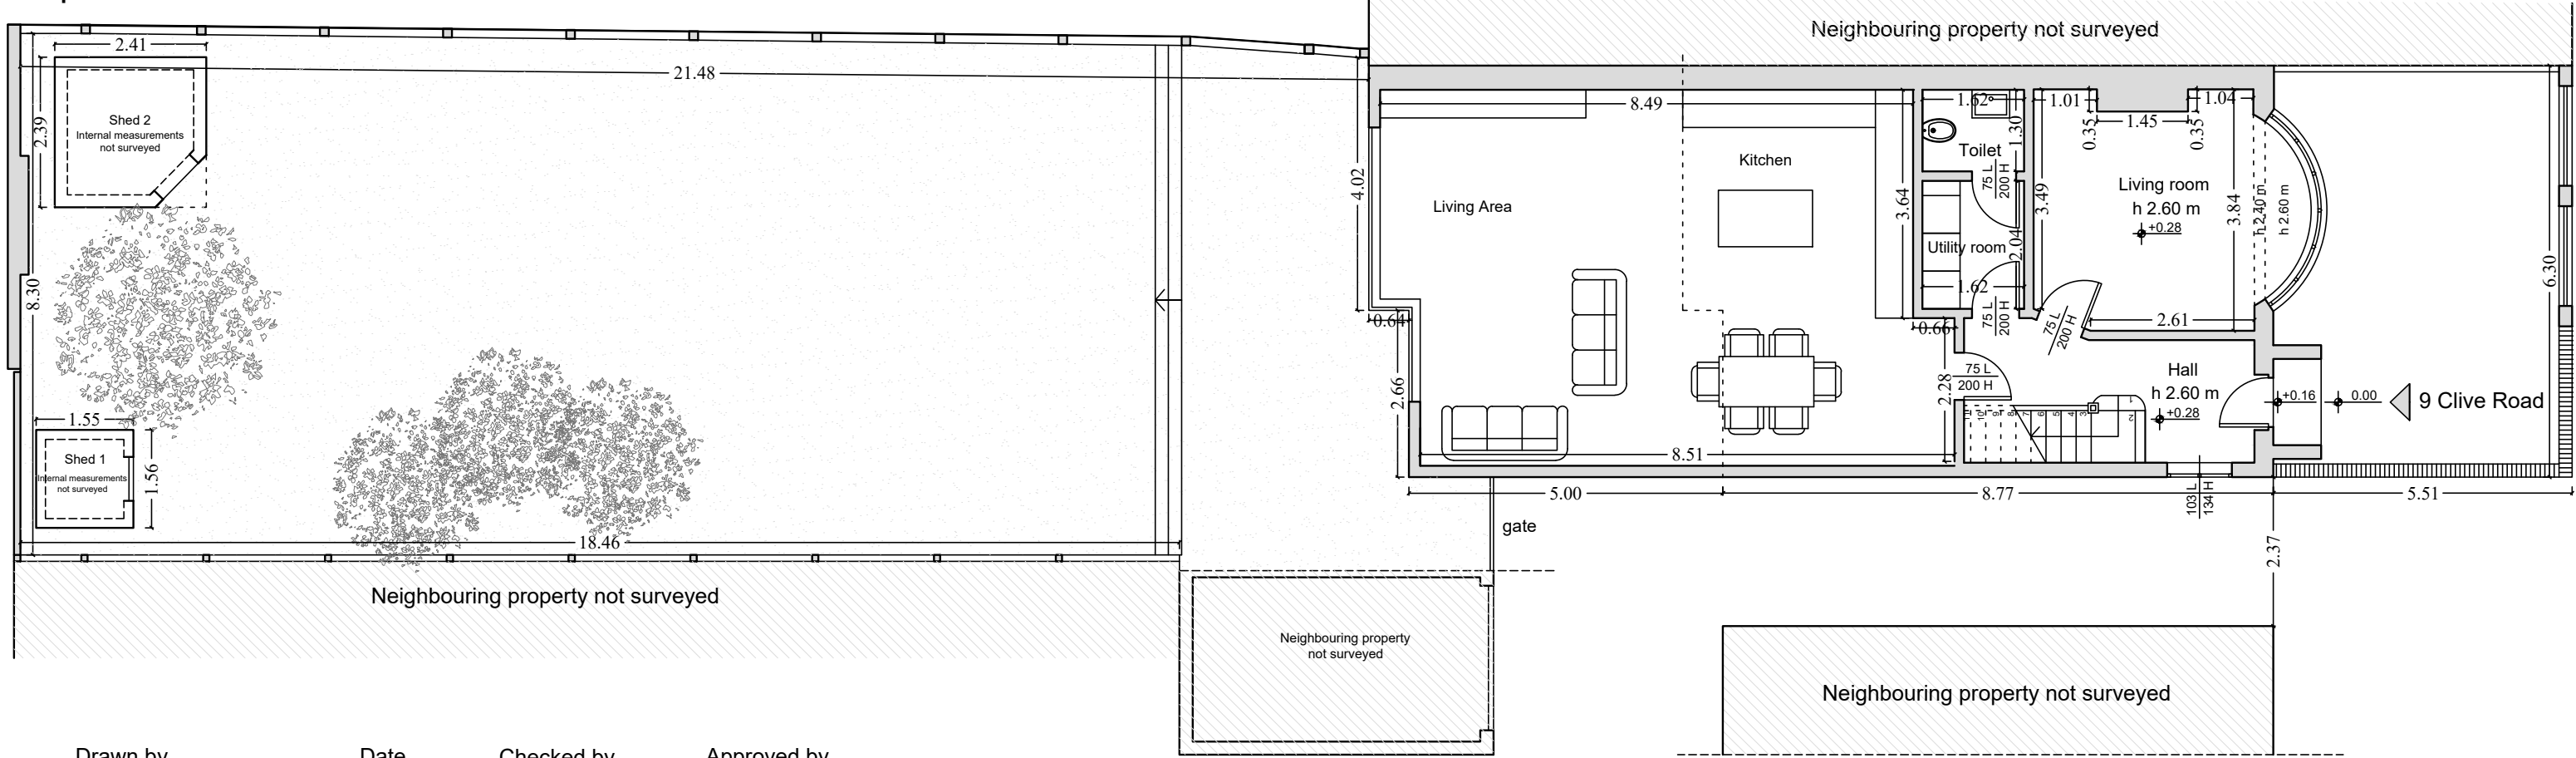 Neighbouring property not surveyed
2.41
21.48
8.49
1.62
1.01
1.04
Shed 2
Internal measurements
not surveyed
2.39
1.30
0.35
1.45
0.35
Toilet
Kitchen
75 L
200 H
4.02
Living Area
3.64
3.49
Living room
h 2.60 m
+0.28
3.84
h 2.40 m
h 2.60 m
Utility room
2.04
8.30
6.30
1.62
0.64
0.66
75 L
200 H
75 L
200 H
2.61
2.66
2.28
75 L
200 H
Hall
h 2.60 m
+0.28
+0.16
0.00
9 Clive Road
1.55
Shed 1
Internal measurements
not surveyed
1.56
8.51
5.00
8.77
5.51
103 L
134 H
gate
18.46
2.37
Neighbouring property not surveyed
Neighbouring property
not surveyed
Neighbouring property not surveyed
Drawn by
Date
Checked by
Approved by